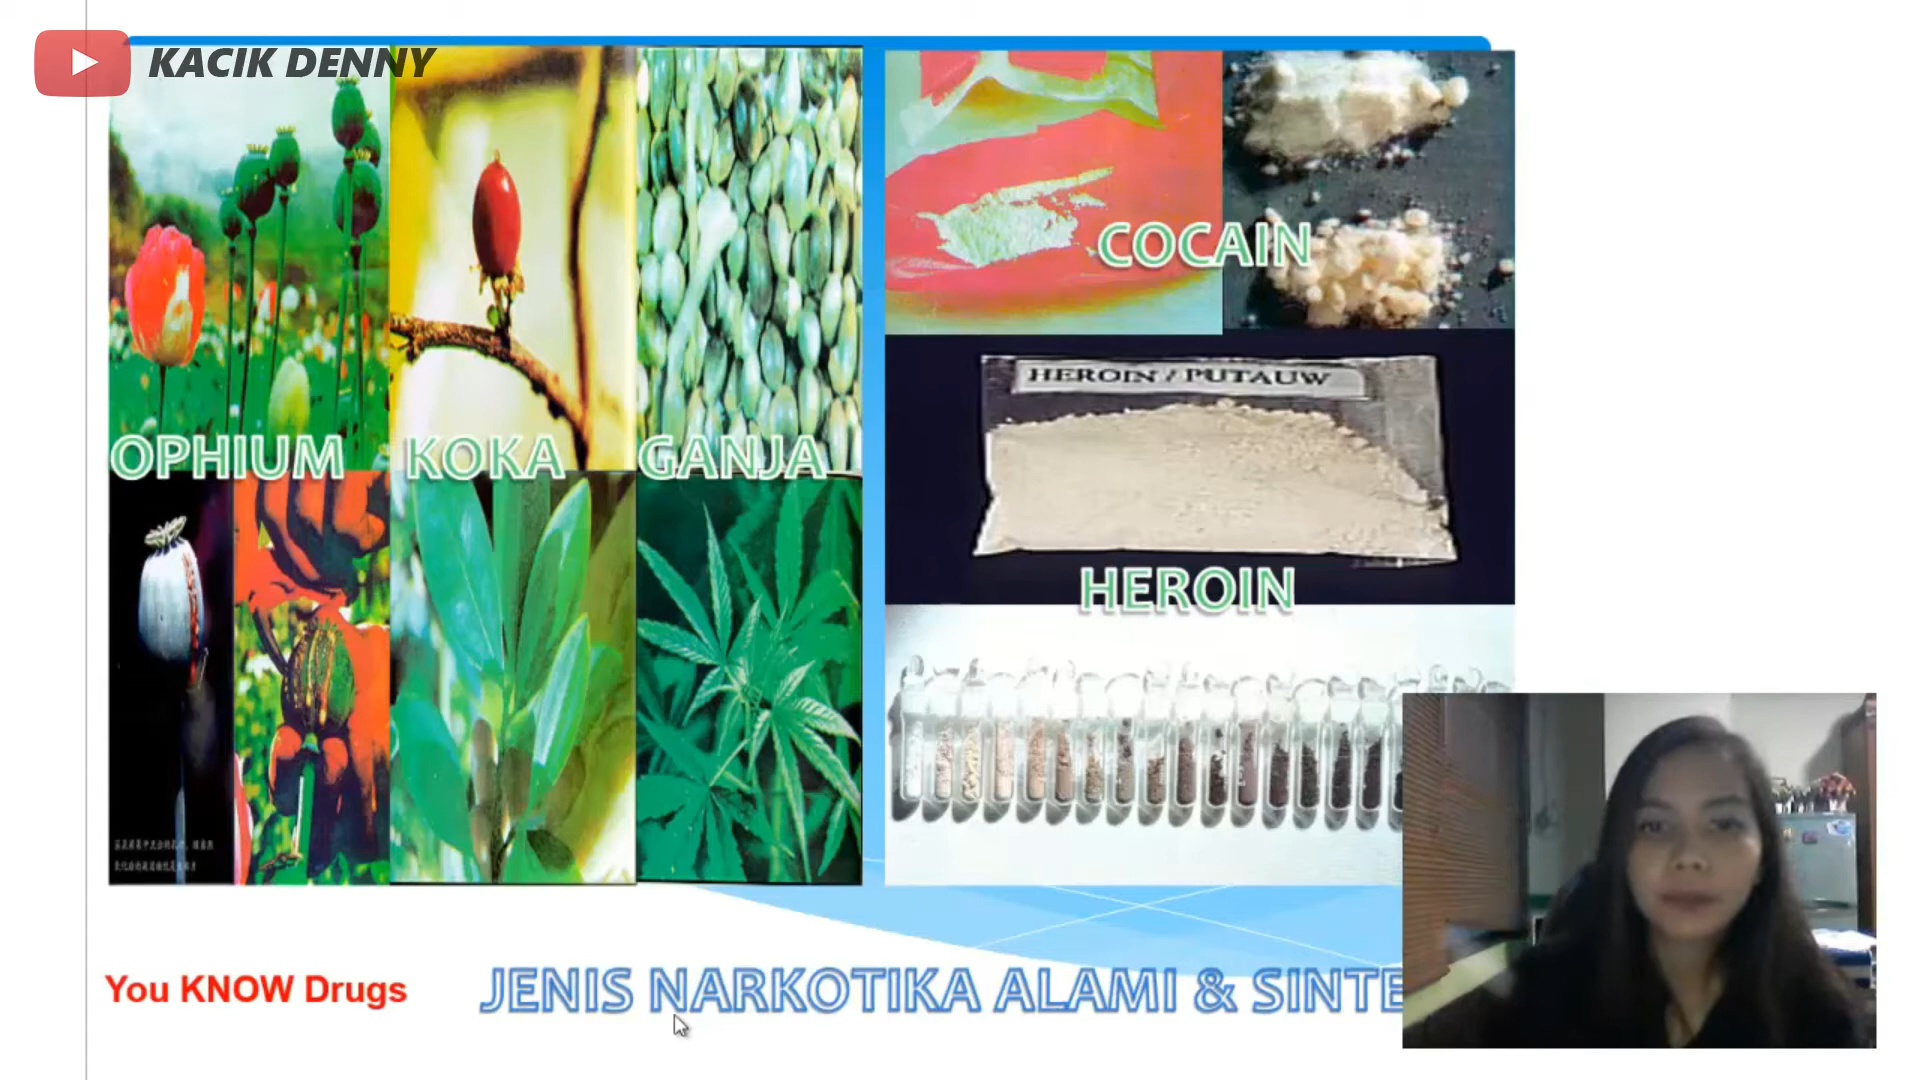 KACIK DENNY
OPHIUM
KOKA
GANJA
COCAIN
HEROIN / PUTAUW
HEROIN
You KNOW Drugs
JENIS NARKOTIKA ALAMI & SINTE